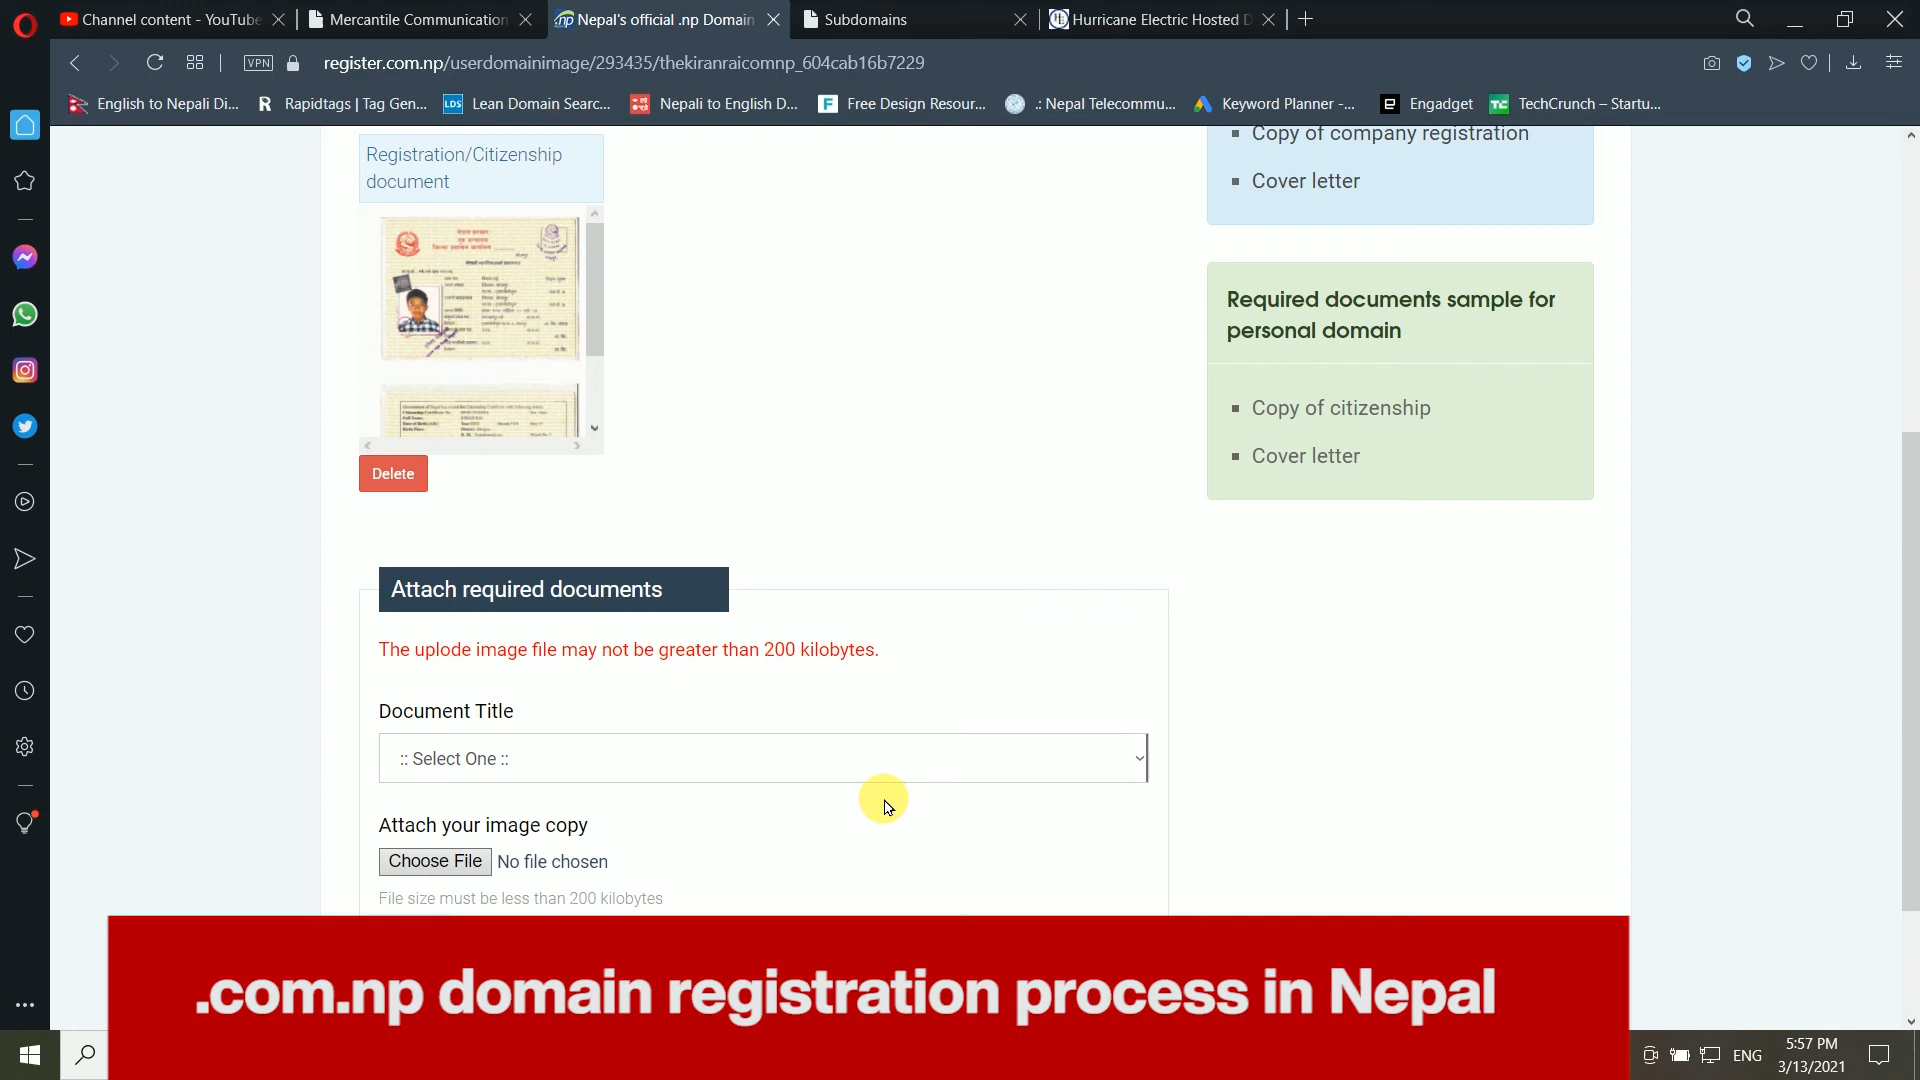 Channel content - YouTube
Mercantile Communication
Nepal's official .np Domain
Subdomains
Hurricane Electric Hosted D
VPN
register.com.np/userdomainimage/293435/thekiranraicomnp_604cab16b7229
English to Nepali Di...
R Rapidtags | Tag Gen...
LDS Lean Domain Searc...
Nepali to English D...
F Free Design Resour...
.: Nepal Telecommu...
Keyword Planner -...
Engadget
TechCrunch – Startu...
Registration/Citizenship
document
Delete
Copy of company registration
Cover letter
Required documents sample for
personal domain
Copy of citizenship
Cover letter
Attach required documents
The uplode image file may not be greater than 200 kilobytes.
Document Title
:: Select One ::
Attach your image copy
Choose File No file chosen
File size must be less than 200 kilobytes
.com.np domain registration process in Nepal
ENG
5:57 PM
3/13/2021